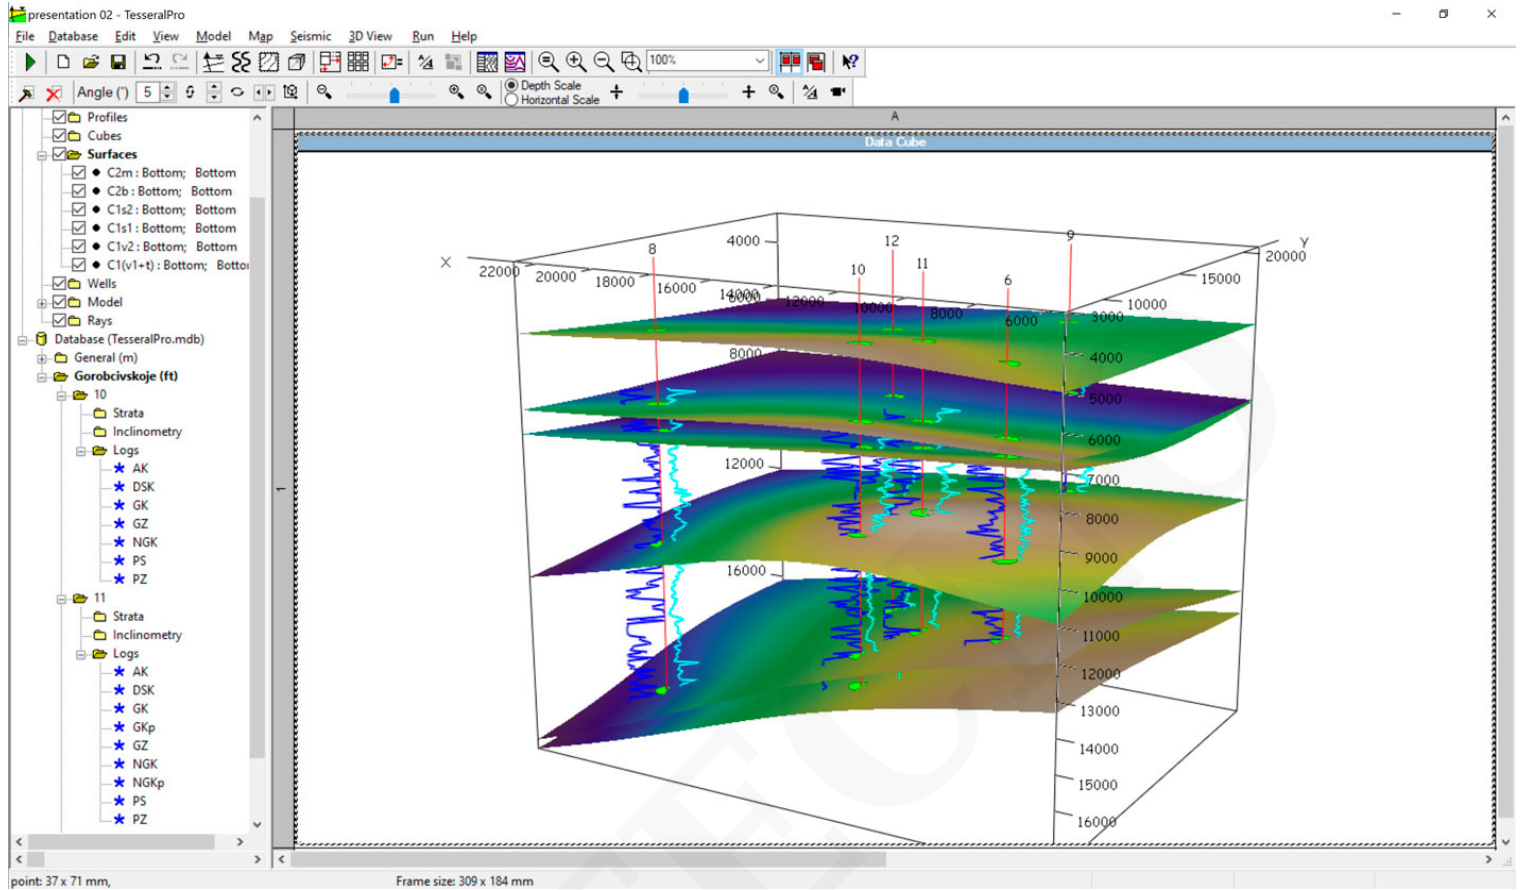 presentation 02 - TesseralPro
File Database Edit View Model Map Seismic 3D View Run Help
100%
Angle (°) 5 Depth Scale
Horizontal Scale
Profiles
Cubes
Surfaces
C2m : Bottom; Bottom
C2b : Bottom; Bottom
C1s2 : Bottom; Bottom
C1s1 : Bottom; Bottom
C1v2 : Bottom; Bottom
C1(v1+t) : Bottom; Bottor
Wells
Model
Rays
Database (TesseralPro.mdb)
General (m)
Gorobcivskoje (ft)
10
Strata
Inclinometry
Logs
AK
DSK
GK
GZ
NGK
PS
PZ
11
Strata
Inclinometry
Logs
AK
DSK
GK
GKp
GZ
NGK
NGKp
PS
PZ
A
1
Data Cube
X
Y
8
12
9
10
11
6
22000 20000 18000 16000 14000 12000 10000 8000 6000
20000
15000
10000
4000
8000
12000
16000
3000
4000
5000
6000
7000
8000
9000
10000
11000
12000
13000
14000
15000
16000
point: 37 x 71 mm,
Frame size: 309 x 184 mm